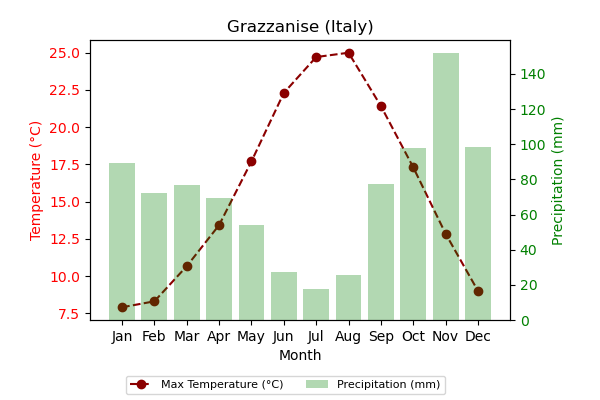 Grazzanise (Italy)
25.0
22.5
20.0
17.5
15.0
12.5
10.0
7.5
Temperature (°C)
140
120
100
80
60
40
20
0
Precipitation (mm)
Jan Feb Mar Apr May Jun Jul Aug Sep Oct Nov Dec
Month
Max Temperature (°C) Precipitation (mm)